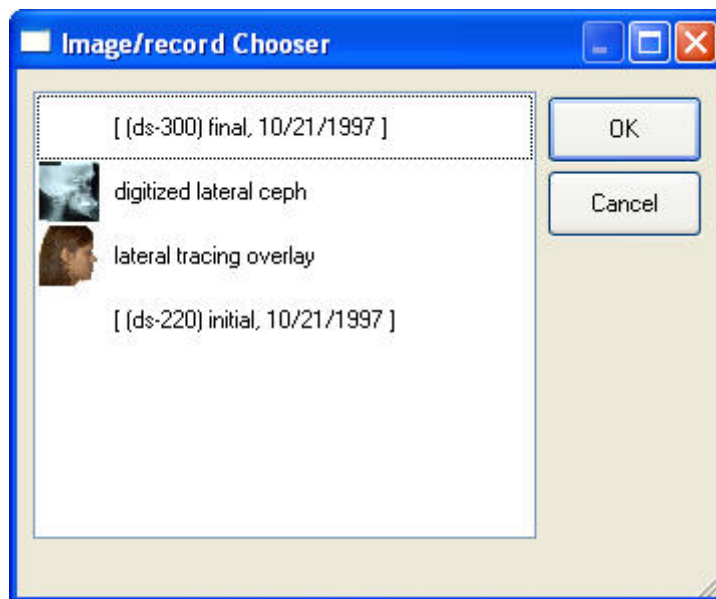 Image/record Chooser
[ (ds-300) final, 10/21/1997 ]
digitized lateral ceph
lateral tracing overlay
[ (ds-220) initial, 10/21/1997 ]
OK
Cancel